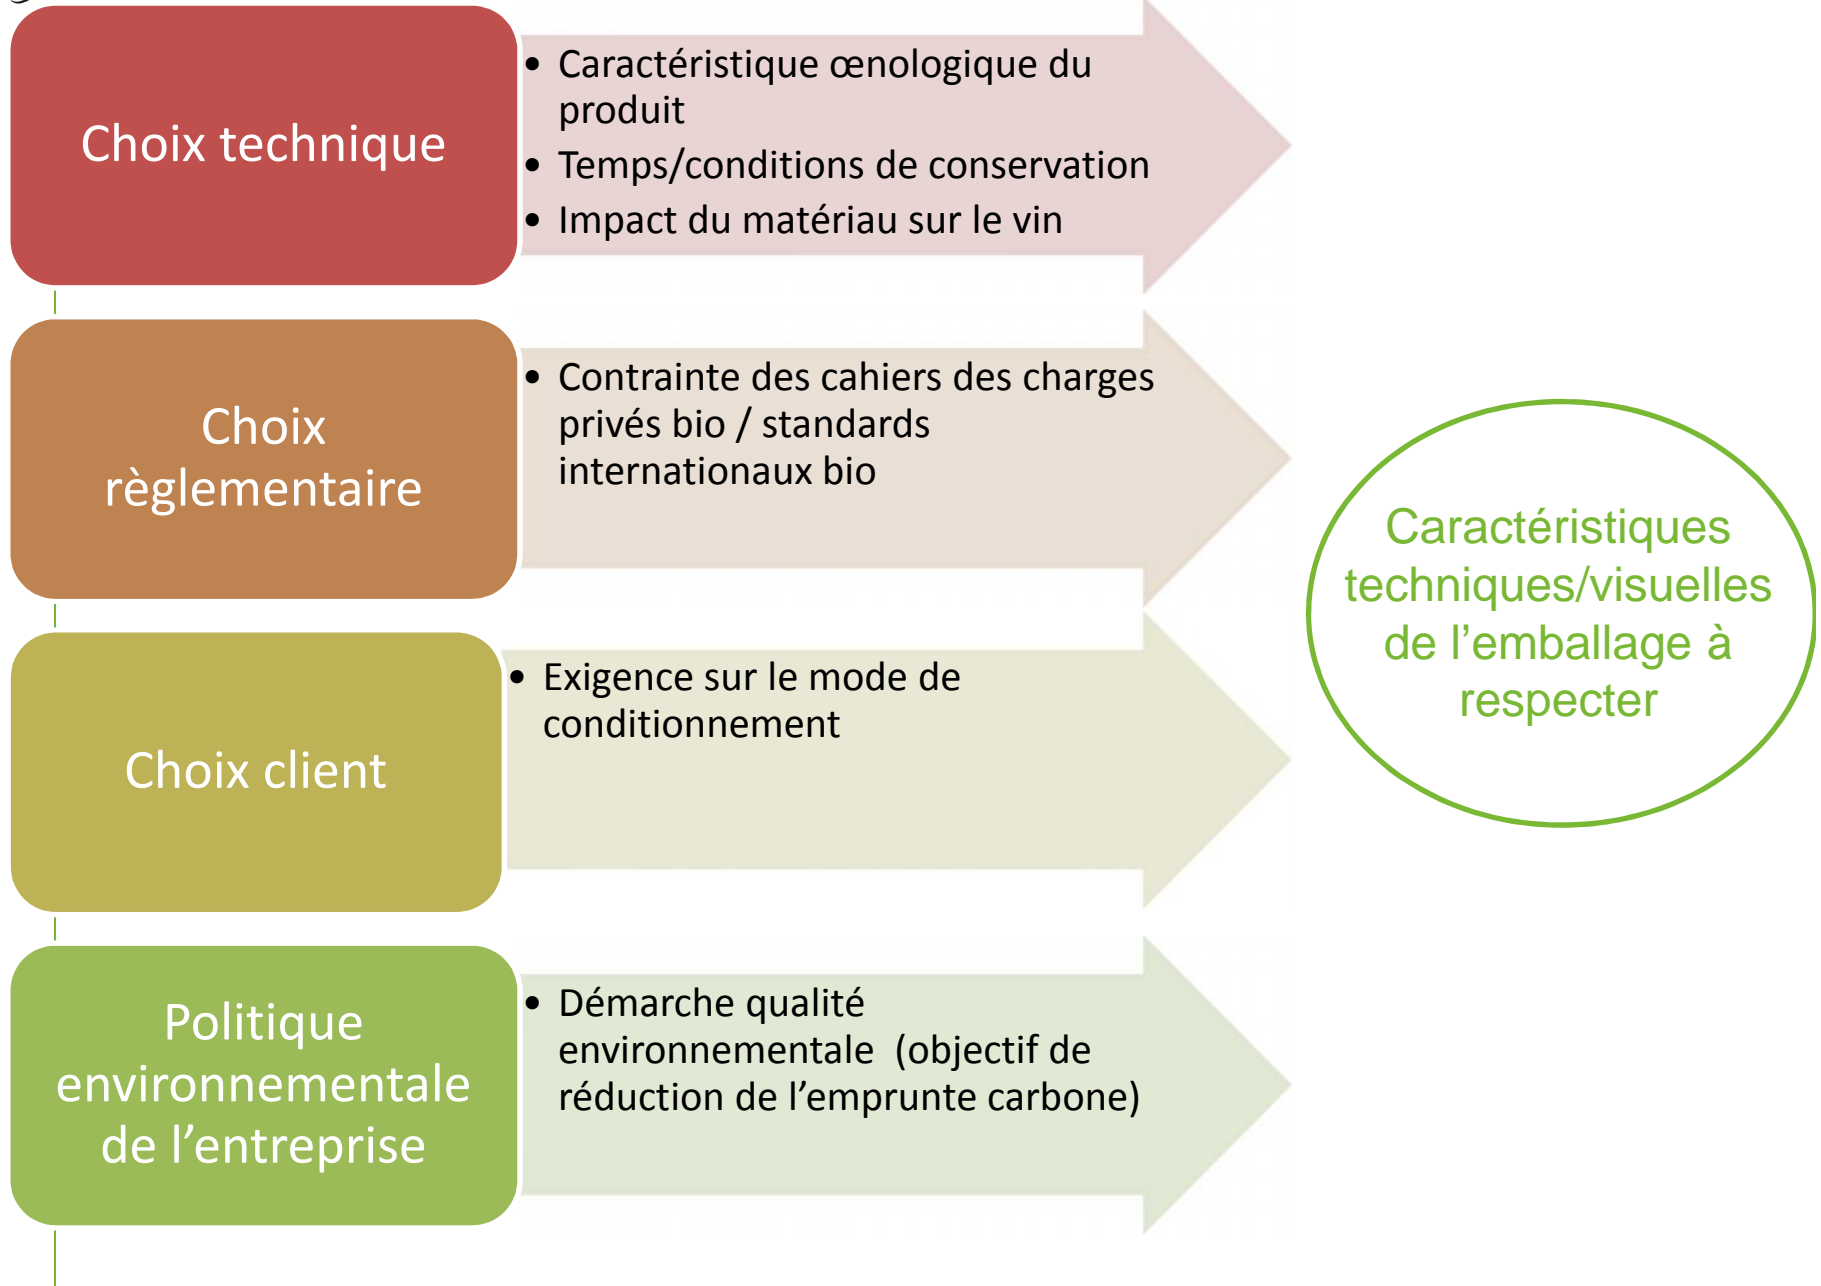 Choix technique
• Caractéristique œnologique du
produit
• Temps/conditions de conservation
• Impact du matériau sur le vin
Choix
règlementaire
• Contrainte des cahiers des charges
privés bio / standards
internationaux bio
Choix client
• Exigence sur le mode de
conditionnement
Politique
environnementale
de l’entreprise
• Démarche qualité
environnementale (objectif de
réduction de l’emprunte carbone)
Caractéristiques
techniques/visuelles
de l’emballage à
respecter